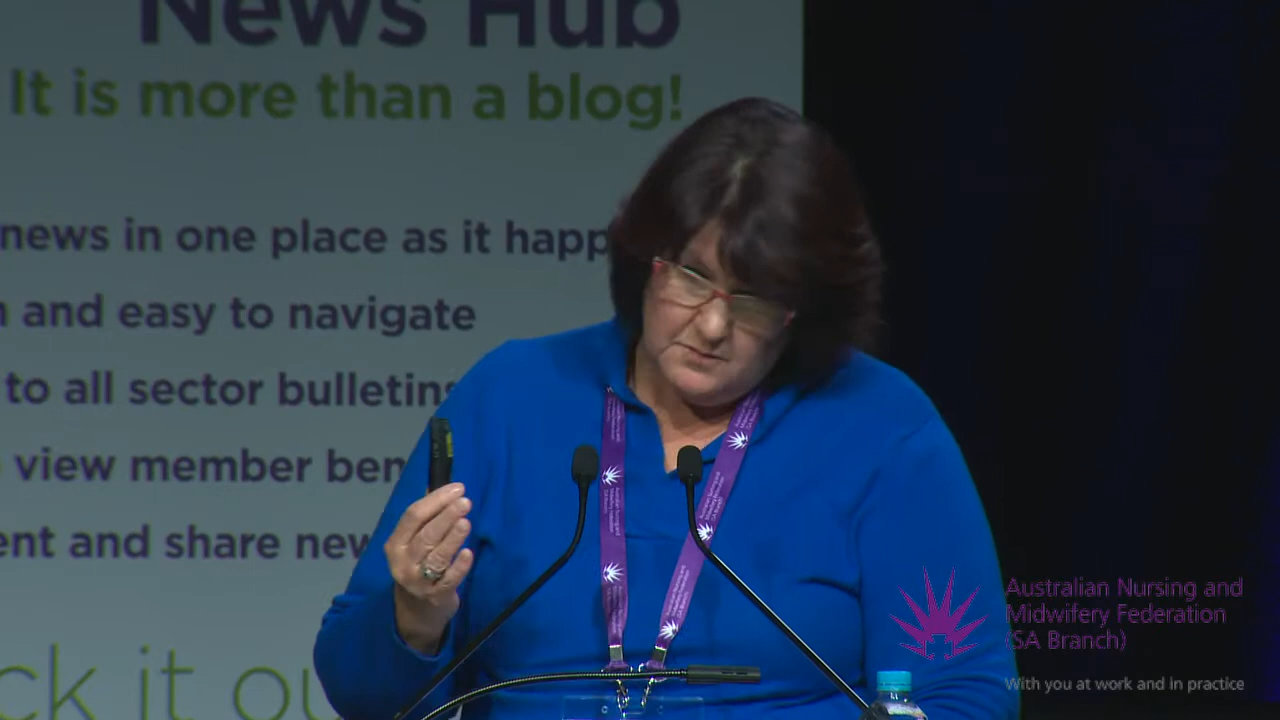 News Hub
It is more than a blog!
news in one place as it happ
and easy to navigate
to all sector bulletins
view member ben
ent and share new
ck it ou
Australian Nursing and
Midwifery Federation
(SA Branch)
With you at work and in practice